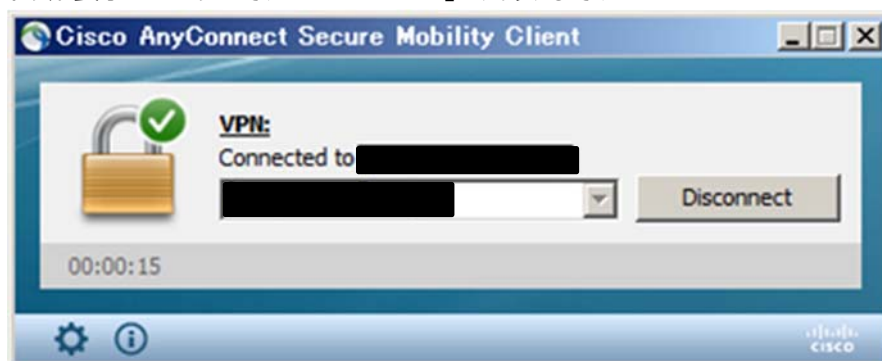 Cisco AnyConnect Secure Mobility Client
VPN:
Connected to
Disconnect
00:00:15
CISCO